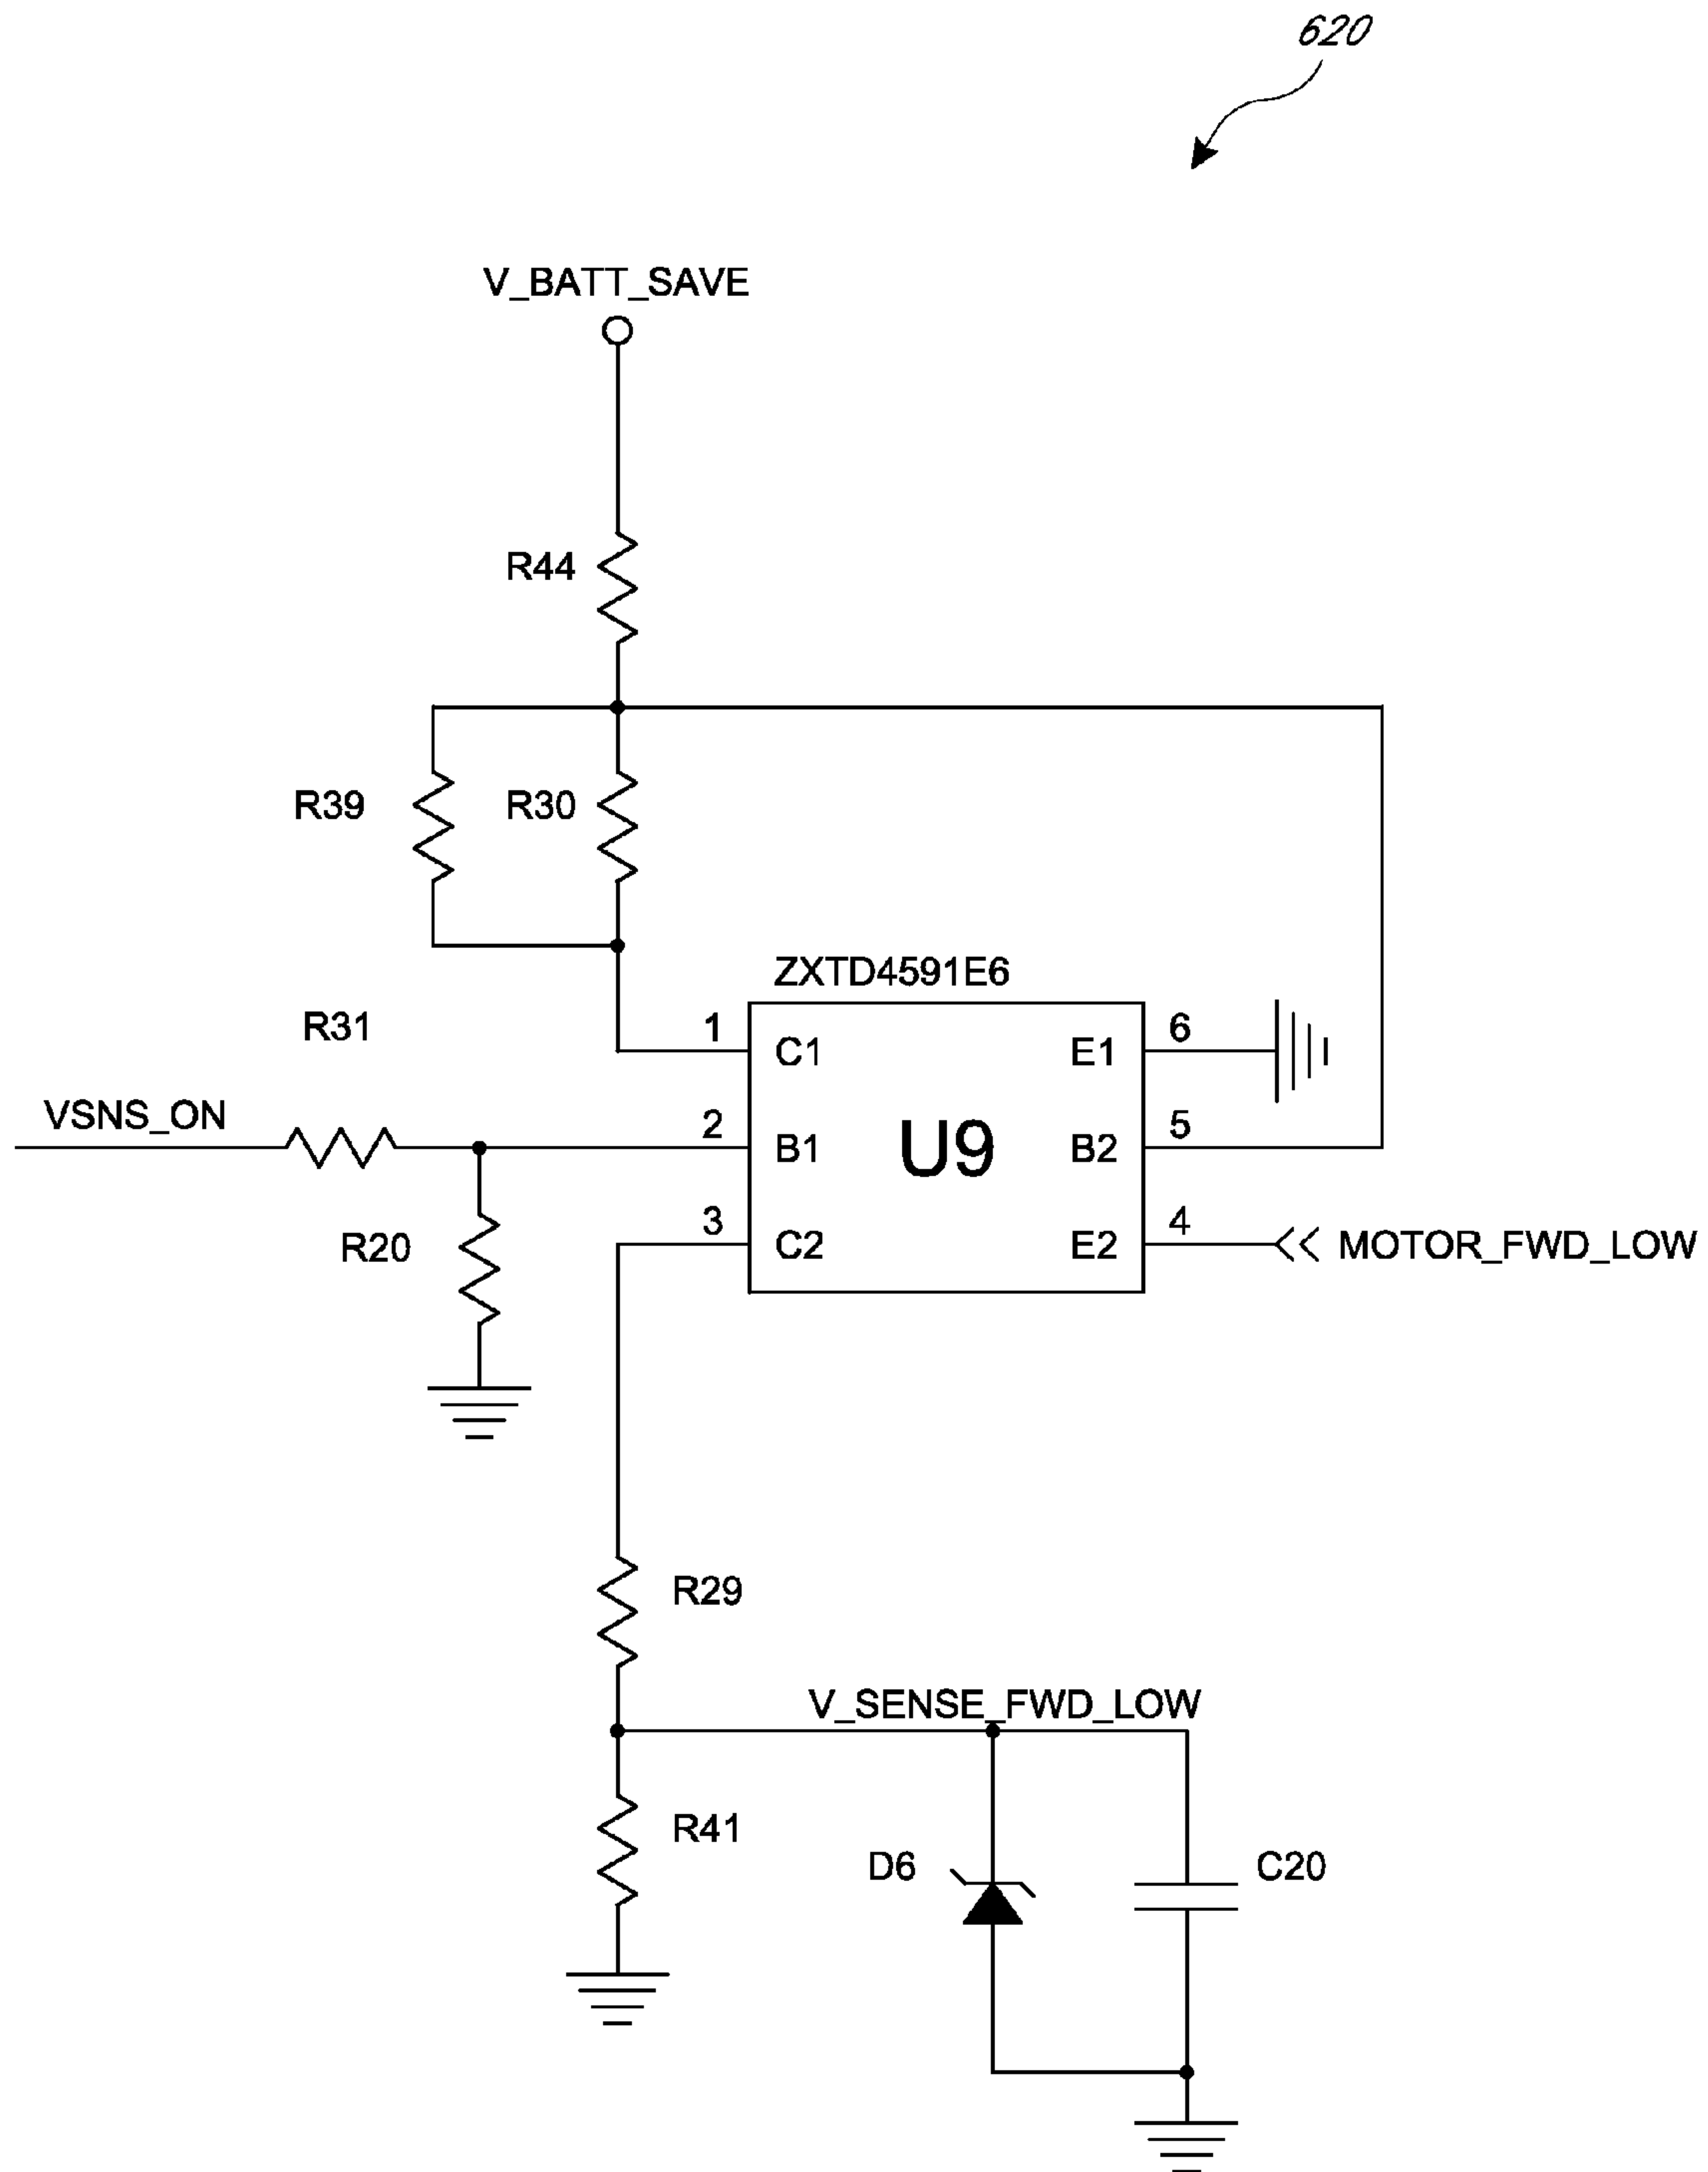 620
V_BATT_SAVE
R44
R39
R30
ZXTD4591E6
R31
1
C1
E1
6
VSNS_ON
2
B1
U9
B2
5
R20
3
C2
E2
4
MOTOR_FWD_LOW
R29
V_SENSE_FWD_LOW
R41
D6
C20